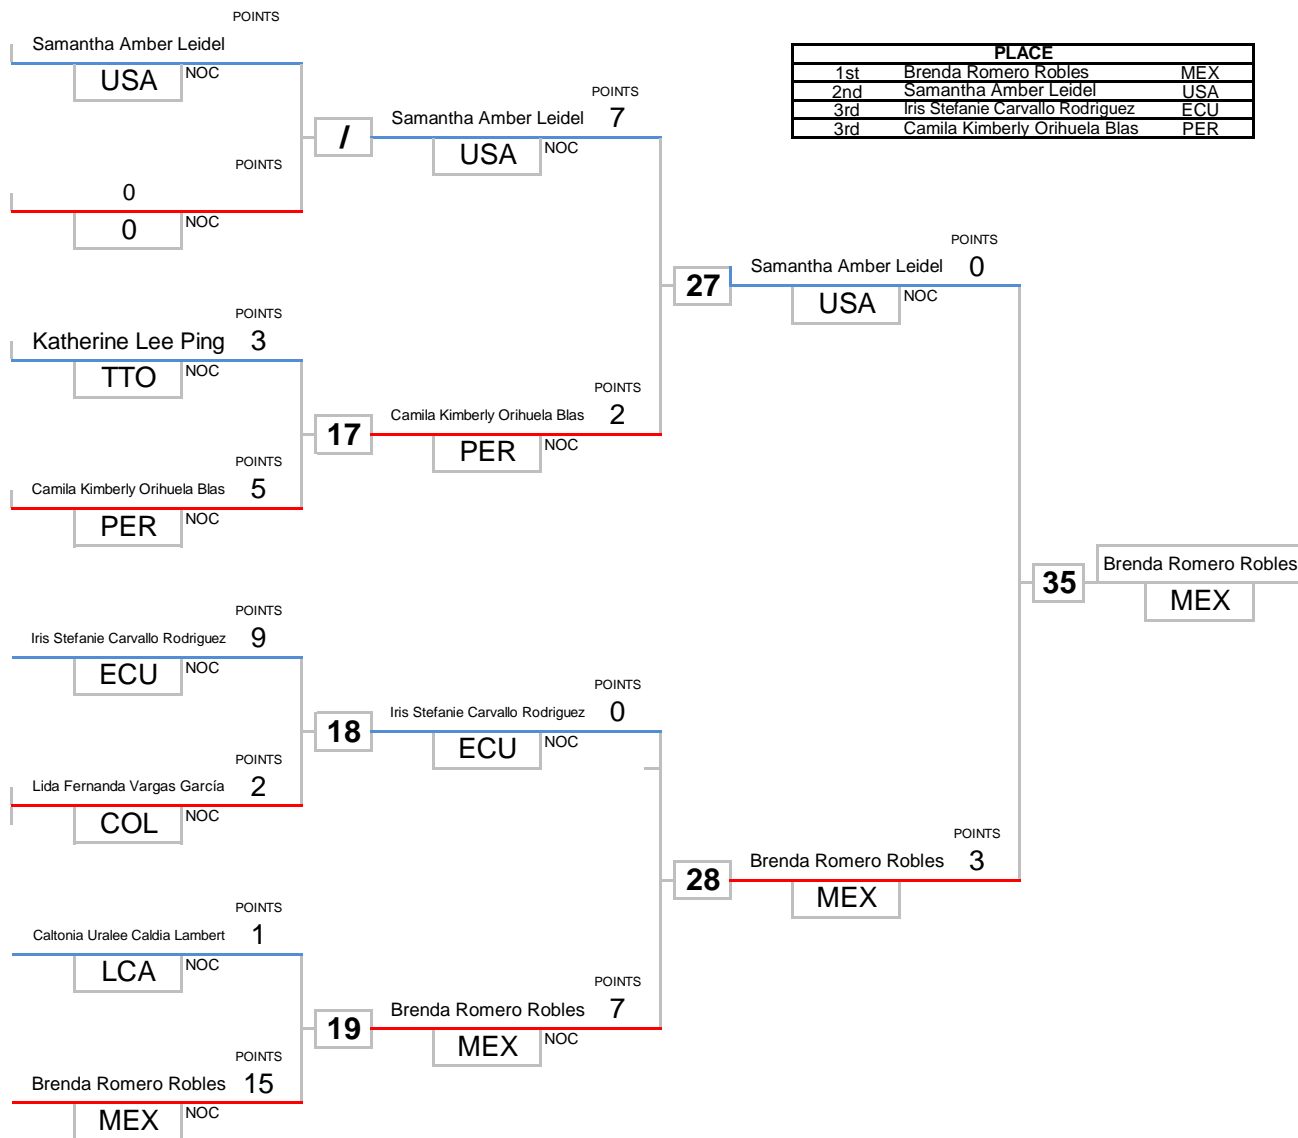 POINTS
Samantha Amber Leidel
USA
NOC
POINTS
0
0
NOC
/
POINTS
Samantha Amber Leidel 7
USA
NOC
PLACE
1st Brenda Romero Robles MEX
2nd Samantha Amber Leidel USA
3rd Iris Stefanie Carvallo Rodriguez ECU
3rd Camila Kimberly Orihuela Blas PER
POINTS
Katherine Lee Ping 3
TTO
NOC
POINTS
Camila Kimberly Orihuela Blas 5
PER
NOC
17
POINTS
Camila Kimberly Orihuela Blas 2
PER
NOC
27
POINTS
Samantha Amber Leidel 0
USA
NOC
POINTS
Iris Stefanie Carvallo Rodriguez 9
ECU
NOC
POINTS
Lida Fernanda Vargas García 2
COL
NOC
18
POINTS
Iris Stefanie Carvallo Rodriguez 0
ECU
NOC
POINTS
Caltonia Uralee Caldia Lambert 1
LCA
NOC
POINTS
Brenda Romero Robles 15
MEX
NOC
19
POINTS
Brenda Romero Robles 7
MEX
NOC
28
POINTS
Brenda Romero Robles 3
MEX
35
Brenda Romero Robles
MEX